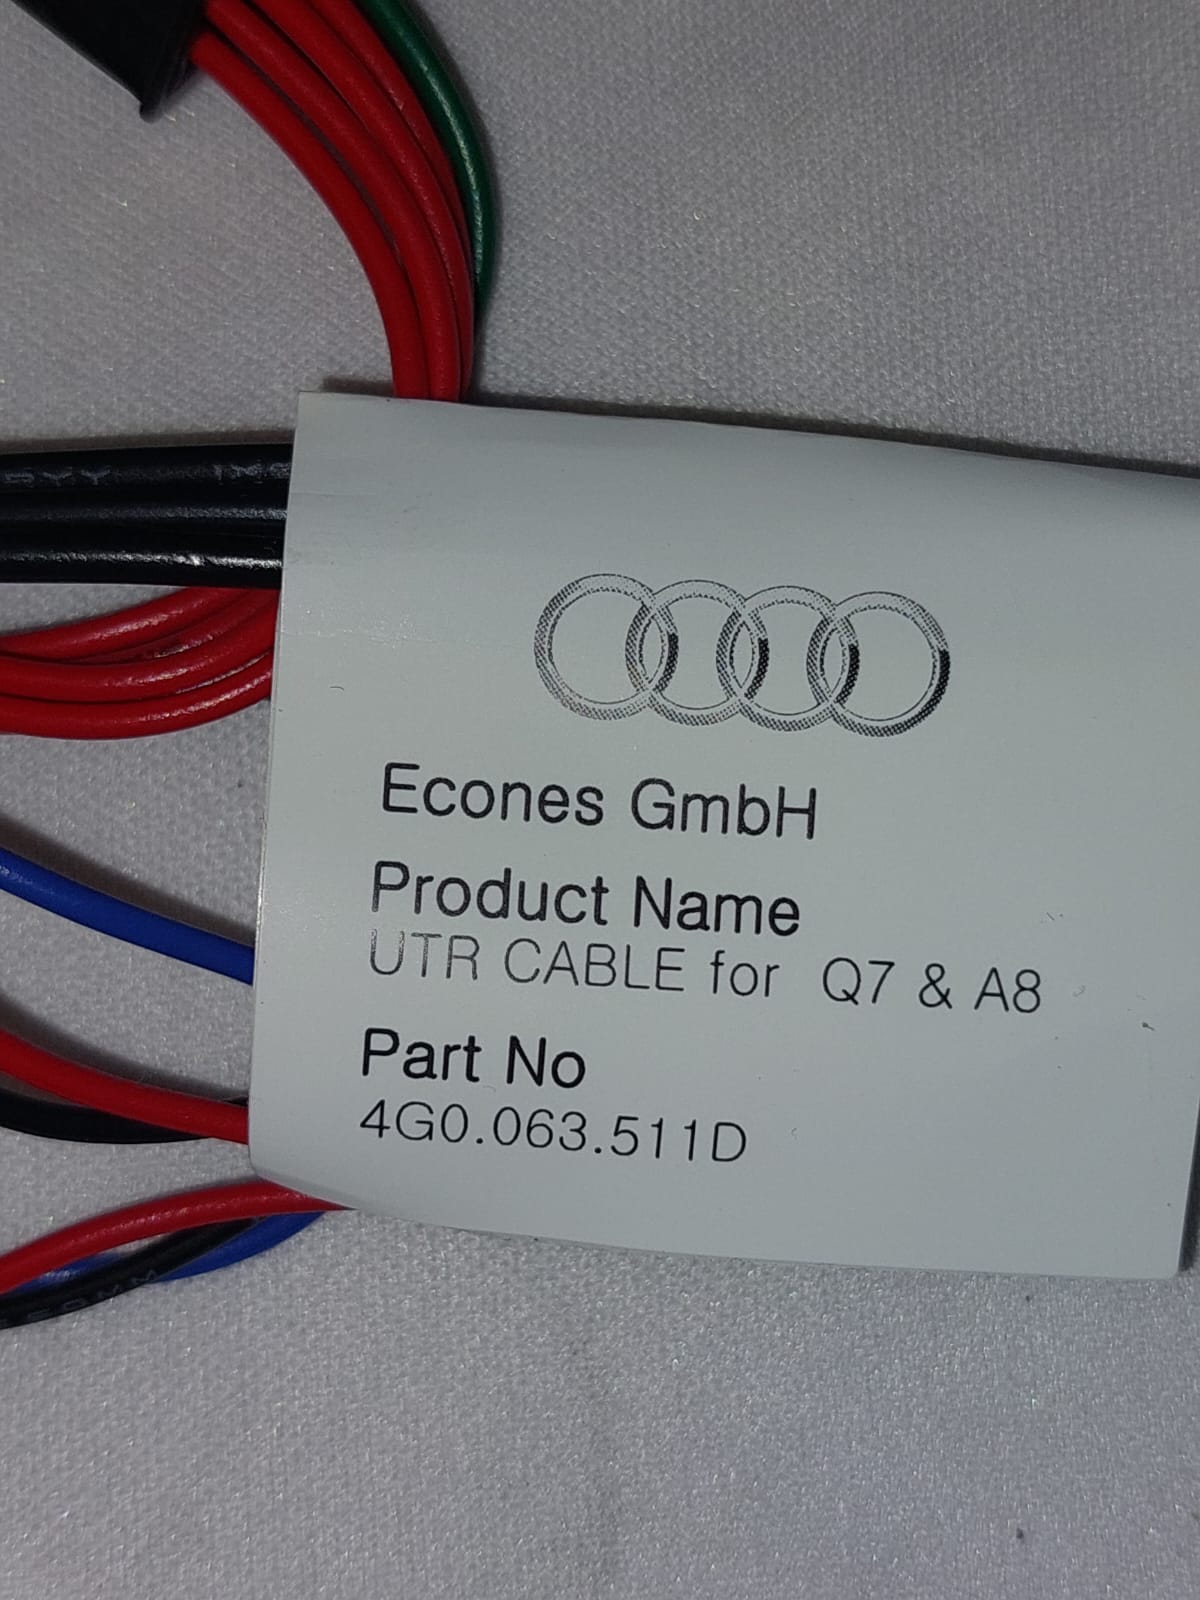 Econes GmbH
Product Name
UTR CABLE for Q7 & A8
Part No
4G0.063.511D